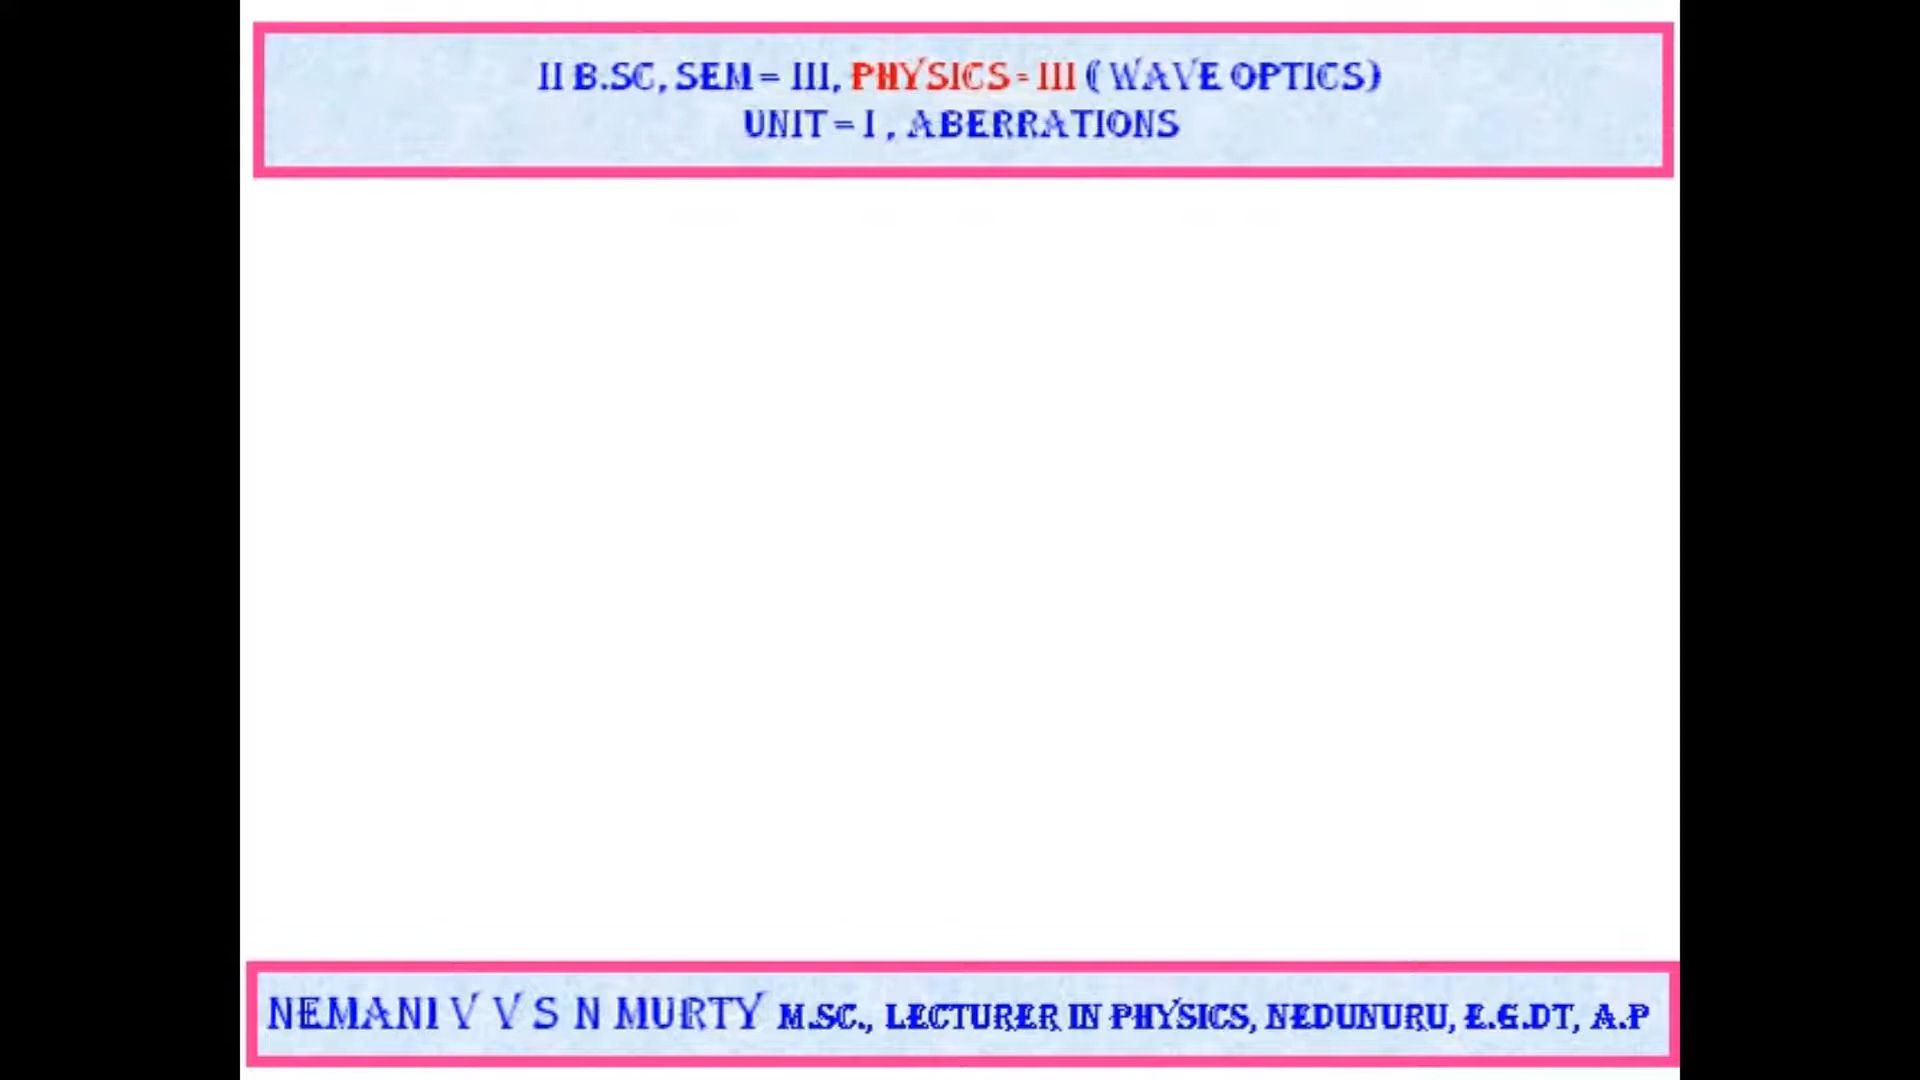 II B.SC, SEM = III, PHYSICS = III ( WAVE OPTICS)
UNIT = I , ABERRATIONS
NEMANI V V S N MURTY M.SC., LECTURER IN PHYSICS, NEDUNURU, E.G.DT, A.P